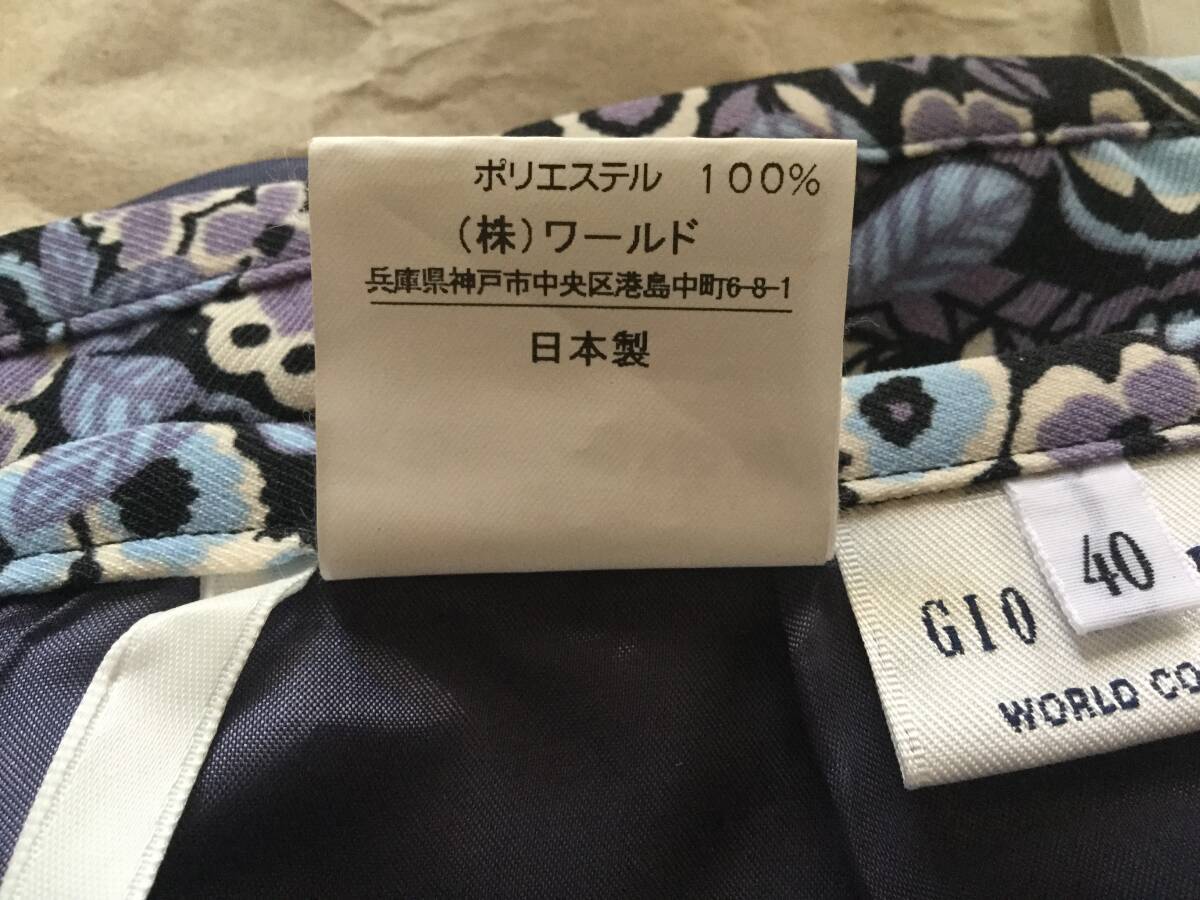 ポリエステル 100%
(株)ワールド
兵庫県神戸市中央区港島中町6-8-1
日本製
40
GIO
WORLD CO